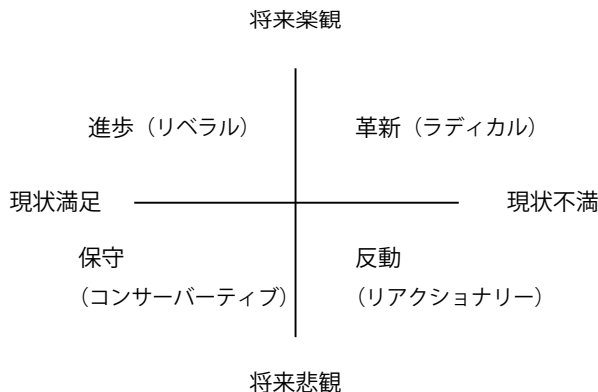 将来楽観
進歩（リベラル）
革新（ラディカル）
現状満足
現状不満
保守
（コンサーバーティブ）
反動
（リアクショナリー）
将来悲観